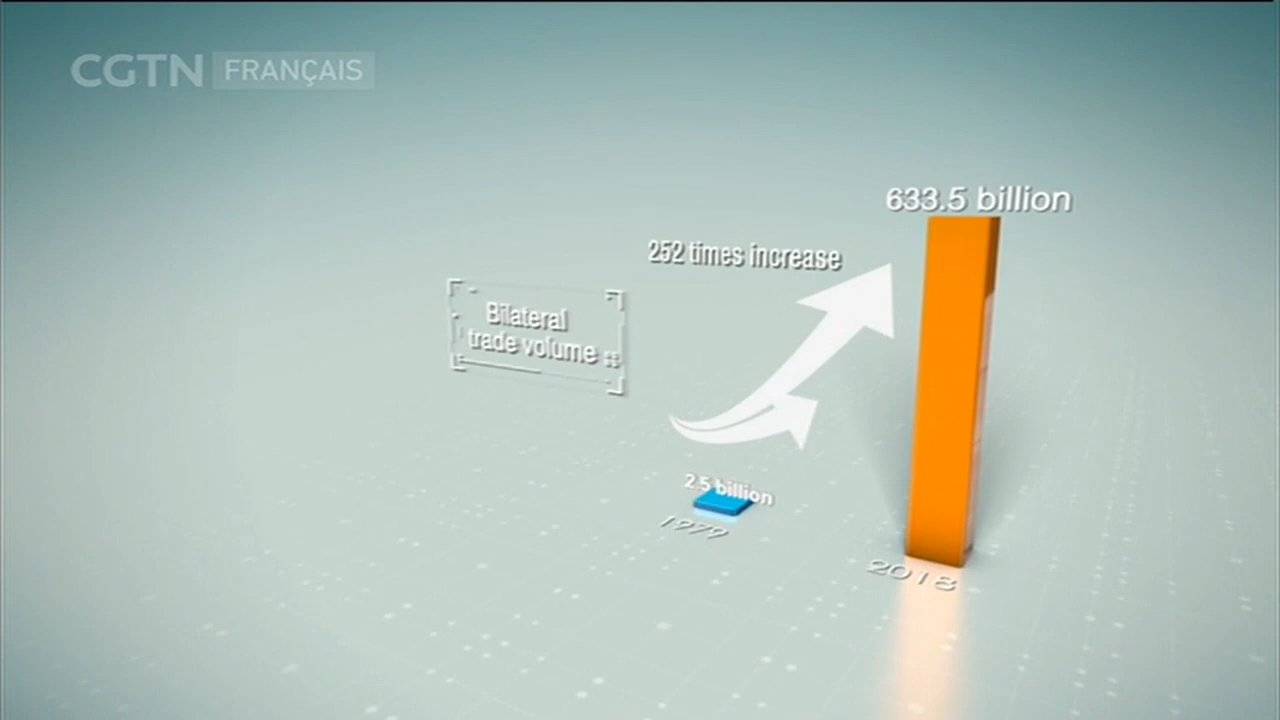 CGTN FRANÇAIS
633.5 billion
252 times increase
Bilateral
trade volume
2.5 billion
1979
2018